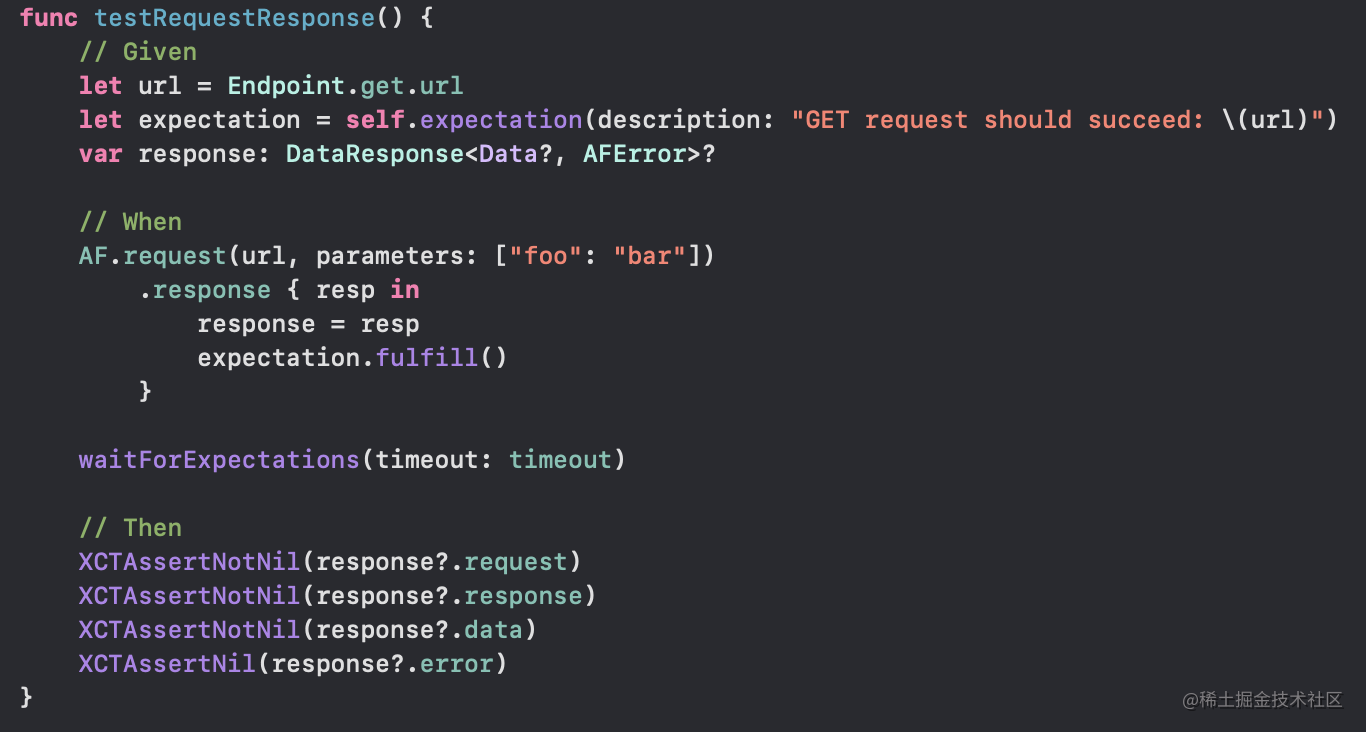 func testRequestResponse() {
    // Given
    let url = Endpoint.get.url
    let expectation = self.expectation(description: "GET request should succeed: \(url)")
    var response: DataResponse<Data?, AFError>?

    // When
    AF.request(url, parameters: ["foo": "bar"])
        .response { resp in
            response = resp
            expectation.fulfill()
        }

    waitForExpectations(timeout: timeout)

    // Then
    XCTAssertNotNil(response?.request)
    XCTAssertNotNil(response?.response)
    XCTAssertNotNil(response?.data)
    XCTAssertNil(response?.error)
}
@稀土掘金技术社区